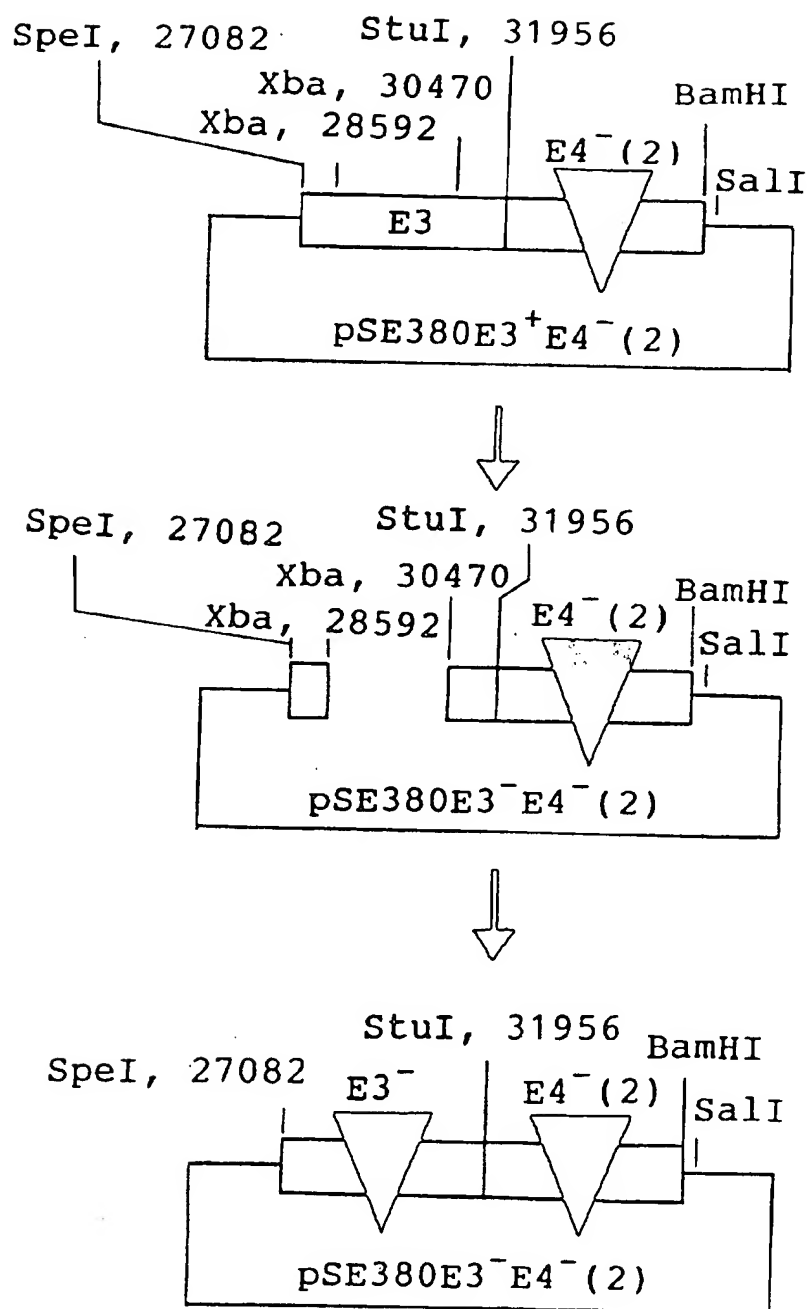 SpeI, 27082 StuI, 31956
Xba, 30470
Xba, 28592
BamHI
E4⁻(2)
SalI
E3
pSE380E3⁺E4⁻(2)
SpeI, 27082 StuI, 31956
Xba, 30470
Xba, 28592
E4⁻(2)
BamHI
SalI
pSE380E3⁻E4⁻(2)
StuI, 31956
BamHI
SpeI, 27082
E3⁻
E4⁻(2)
SalI
pSE380E3⁻E4⁻(2)